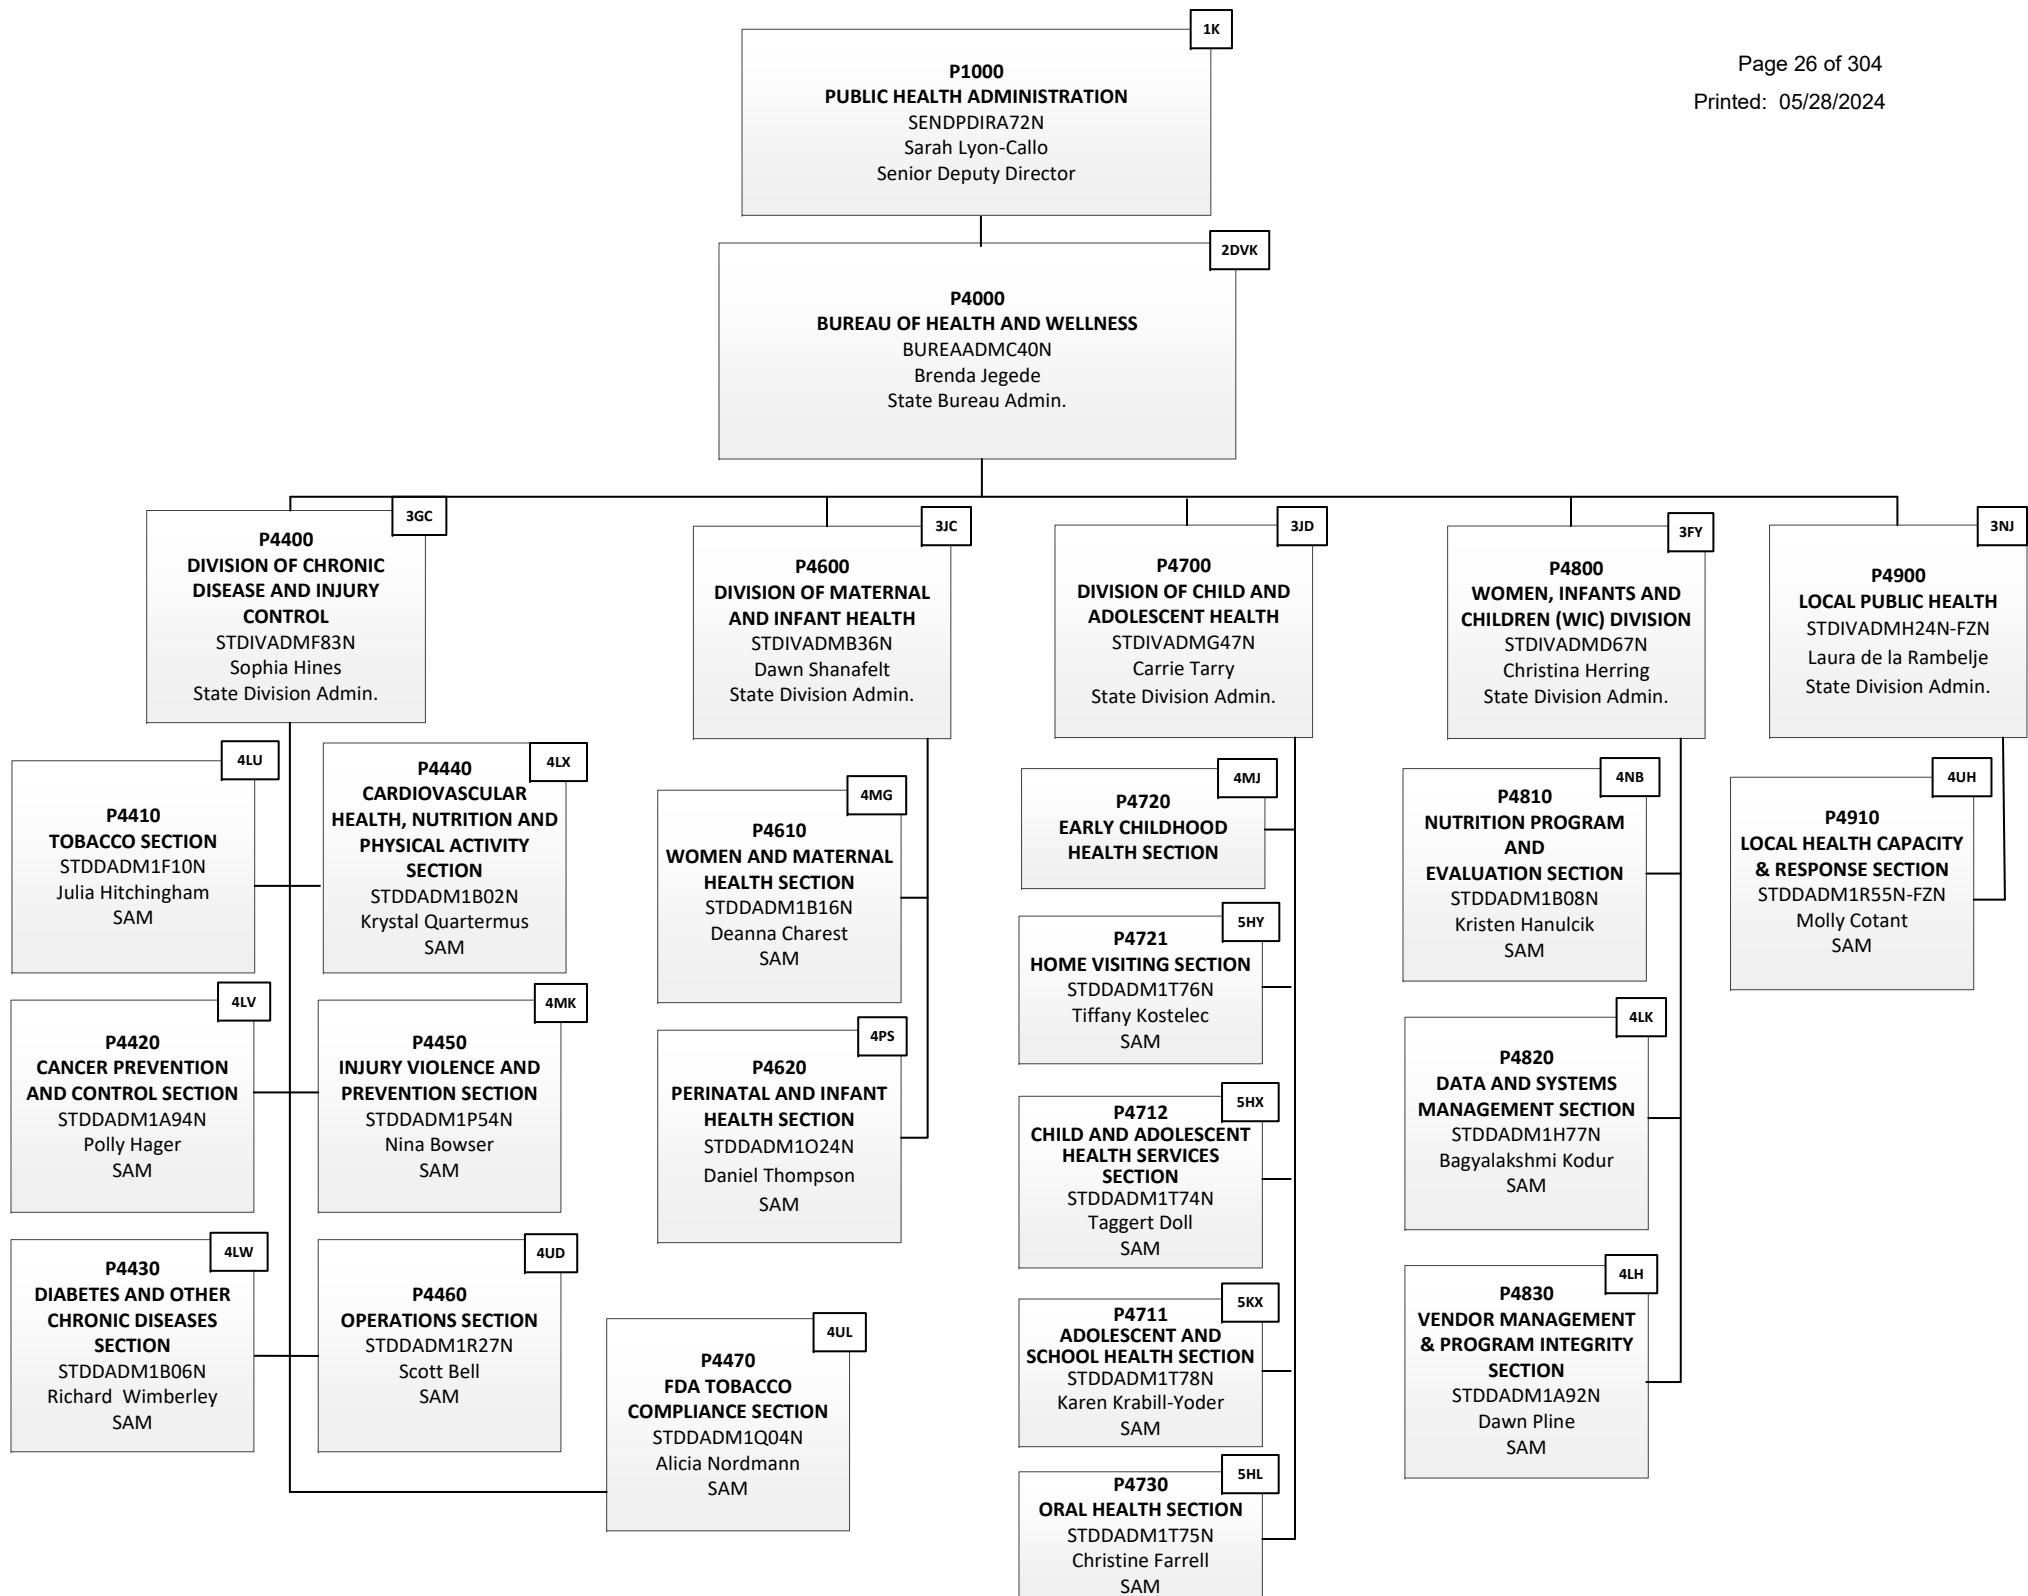 Page 26 of 304
Printed: 05/28/2024
1K
P1000
PUBLIC HEALTH ADMINISTRATION
SENDPDIRA72N
Sarah Lyon-Callo
Senior Deputy Director
2DVK
P4000
BUREAU OF HEALTH AND WELLNESS
BUREAADMC40N
Brenda Jegede
State Bureau Admin.
3GC
P4400
DIVISION OF CHRONIC
DISEASE AND INJURY
CONTROL
STDIVADMF83N
Sophia Hines
State Division Admin.
3JC
P4600
DIVISION OF MATERNAL
AND INFANT HEALTH
STDIVADMB36N
Dawn Shanafelt
State Division Admin.
3JD
P4700
DIVISION OF CHILD AND
ADOLESCENT HEALTH
STDIVADMG47N
Carrie Tarry
State Division Admin.
3FY
P4800
WOMEN, INFANTS AND
CHILDREN (WIC) DIVISION
STDIVADMD67N
Christina Herring
State Division Admin.
3NJ
P4900
LOCAL PUBLIC HEALTH
STDIVADMH24N-FZN
Laura de la Rambelje
State Division Admin.
4LU
P4410
TOBACCO SECTION
STDDADM1F10N
Julia Hitchingham
SAM
4LX
P4440
CARDIOVASCULAR
HEALTH, NUTRITION AND
PHYSICAL ACTIVITY
SECTION
STDDADM1B02N
Krystal Quartermus
SAM
4LV
P4420
CANCER PREVENTION
AND CONTROL SECTION
STDDADM1A94N
Polly Hager
SAM
4MK
P4450
INJURY VIOLENCE AND
PREVENTION SECTION
STDDADM1P54N
Nina Bowser
SAM
4LW
P4430
DIABETES AND OTHER
CHRONIC DISEASES
SECTION
STDDADM1B06N
Richard  Wimberley
SAM
4UD
P4460
OPERATIONS SECTION
STDDADM1R27N
Scott Bell
SAM
4UL
P4470
FDA TOBACCO
COMPLIANCE SECTION
STDDADM1Q04N
Alicia Nordmann
SAM
4MG
P4610
WOMEN AND MATERNAL
HEALTH SECTION
STDDADM1B16N
Deanna Charest
SAM
4PS
P4620
PERINATAL AND INFANT
HEALTH SECTION
STDDADM1O24N
Daniel Thompson
SAM
4MJ
P4720
EARLY CHILDHOOD
HEALTH SECTION
5HY
P4721
HOME VISITING SECTION
STDDADM1T76N
Tiffany Kostelec
SAM
5HX
P4712
CHILD AND ADOLESCENT
HEALTH SERVICES
SECTION
STDDADM1T74N
Taggert Doll
SAM
5KX
P4711
ADOLESCENT AND
SCHOOL HEALTH SECTION
STDDADM1T78N
Karen Krabill-Yoder
SAM
5HL
P4730
ORAL HEALTH SECTION
STDDADM1T75N
Christine Farrell
SAM
4NB
P4810
NUTRITION PROGRAM
AND
EVALUATION SECTION
STDDADM1B08N
Kristen Hanulcik
SAM
4LK
P4820
DATA AND SYSTEMS
MANAGEMENT SECTION
STDDADM1H77N
Bagyalakshmi Kodur
SAM
4LH
P4830
VENDOR MANAGEMENT
& PROGRAM INTEGRITY
SECTION
STDDADM1A92N
Dawn Pline
SAM
4UH
P4910
LOCAL HEALTH CAPACITY
& RESPONSE SECTION
STDDADM1R55N-FZN
Molly Cotant
SAM